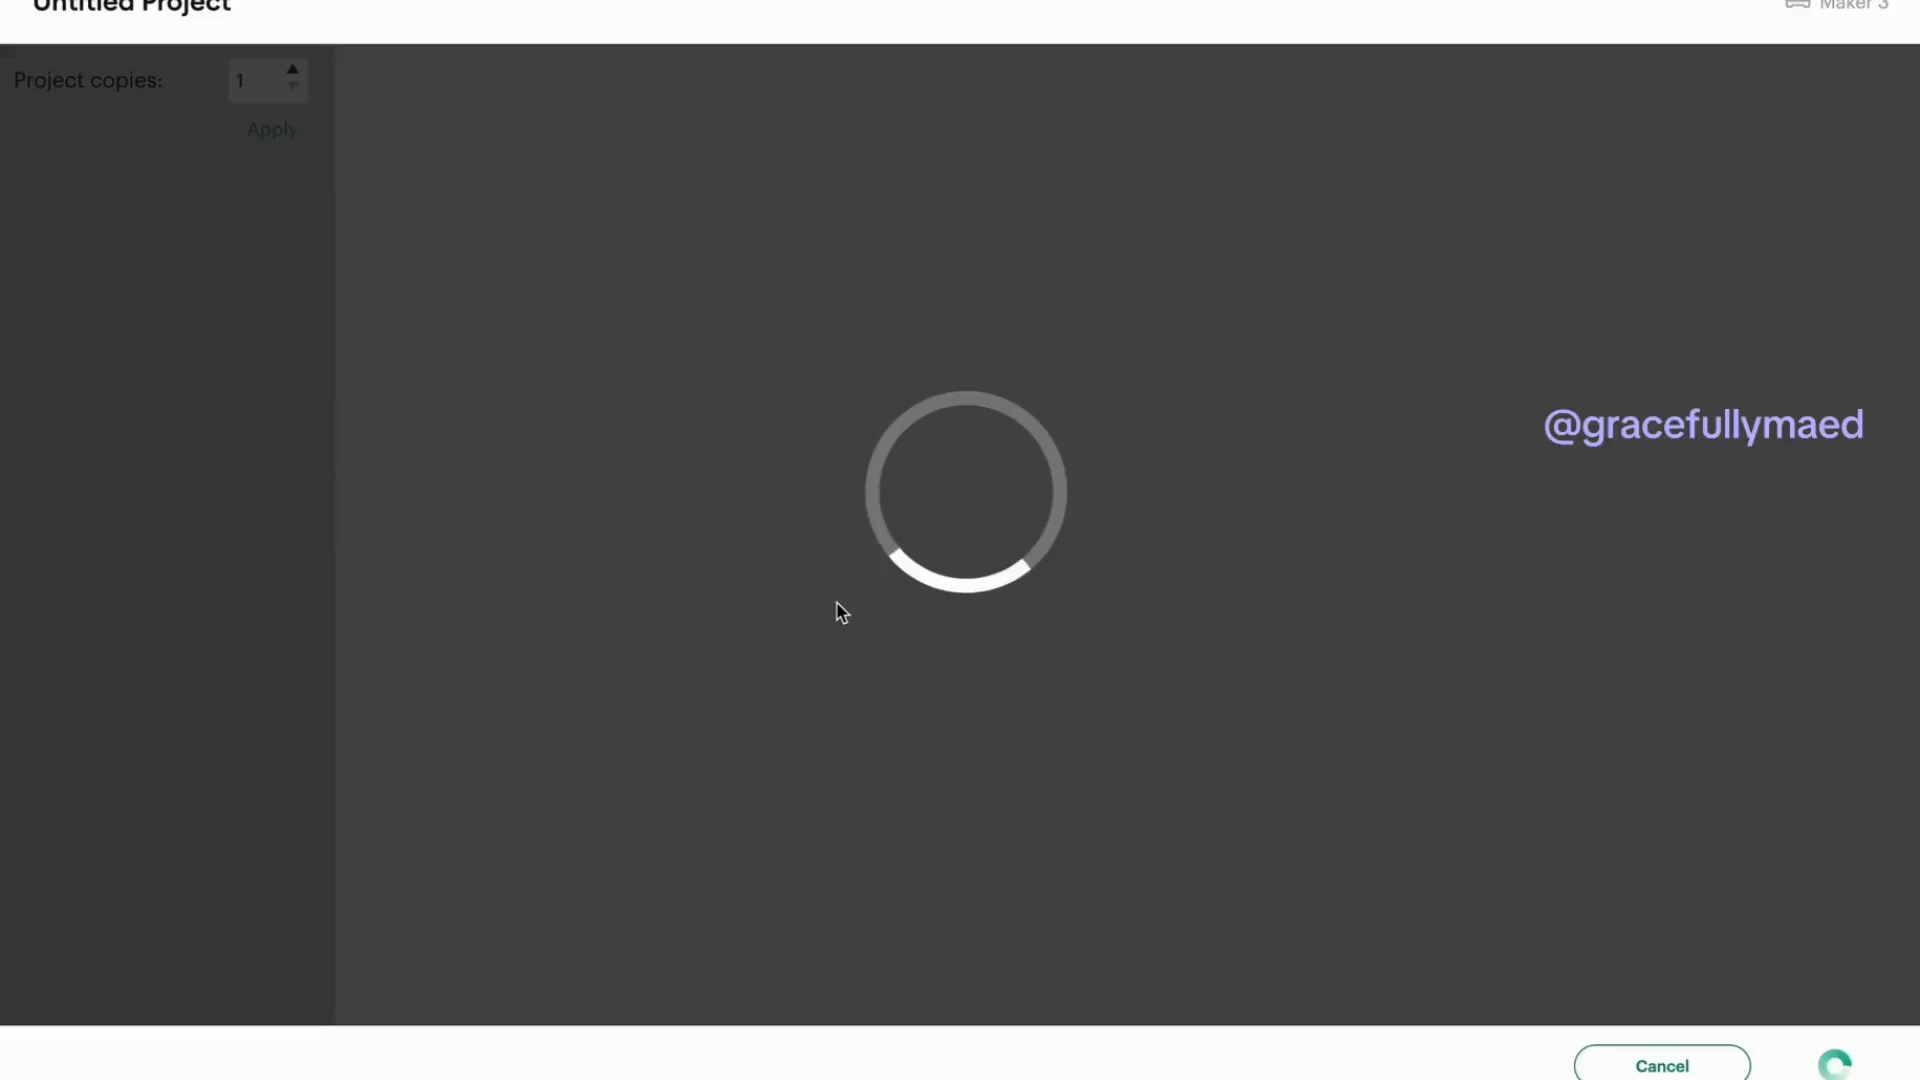 Untitled Project
Maker 3
Project copies: 1
Apply
@gracefullymaed
Cancel